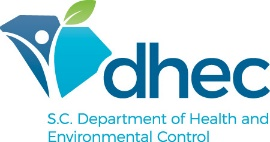 dhec
S.C. Department of Health and
Environmental Control